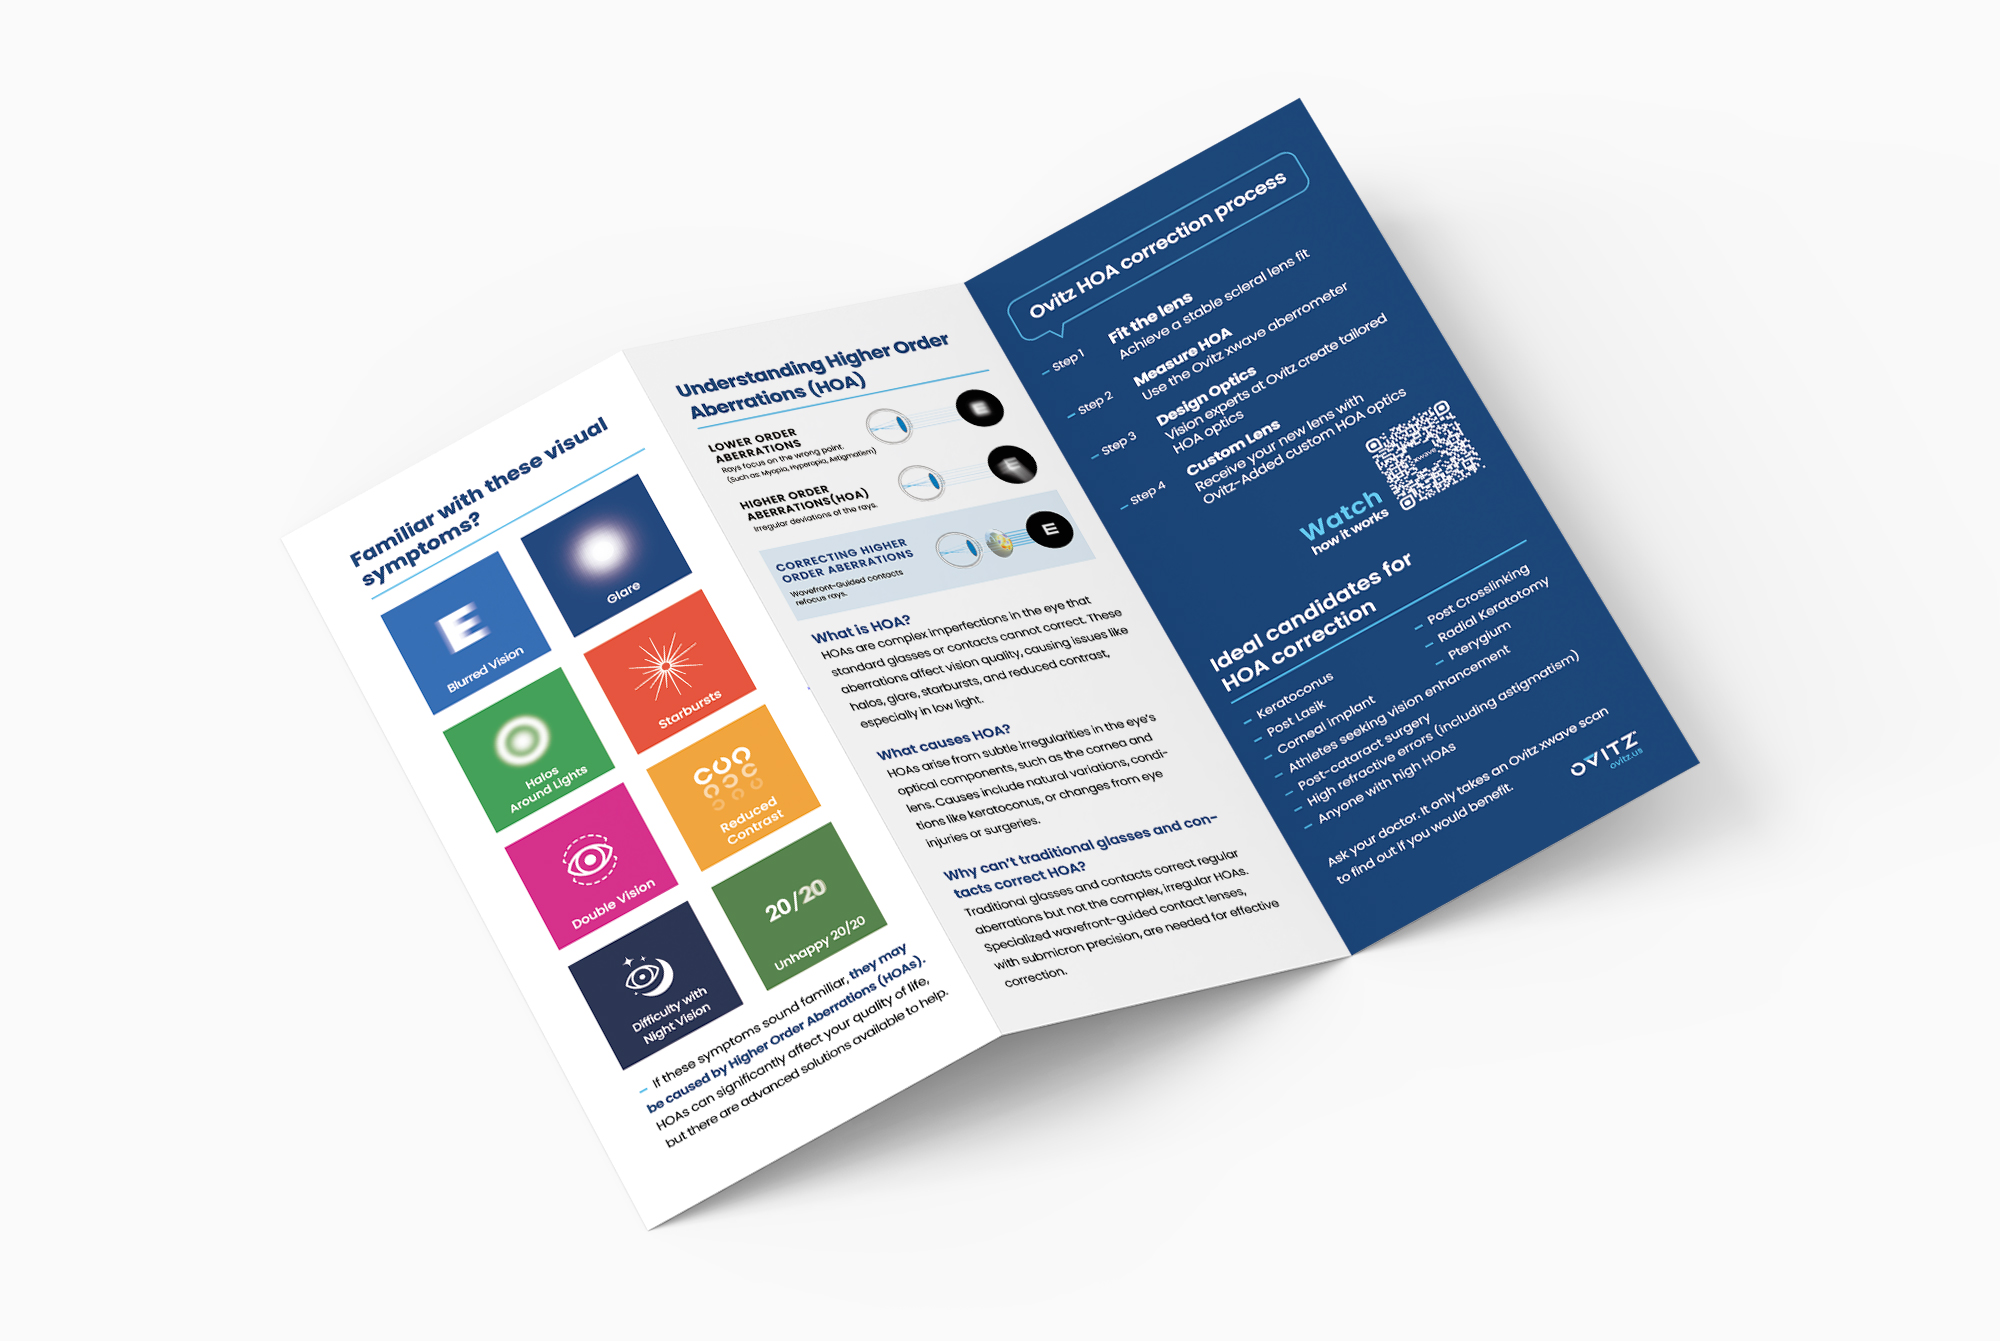 Familiar with these visual
symptoms?
Blurred Vision
Glare
Halos
Around Lights
Starbursts
Double Vision
Reduced
Contrast
Difficulty with
Night Vision
20/20
Unhappy 20/20
If these symptoms sound familiar, they may
be caused by Higher Order Aberrations (HOAs).
HOAs can significantly affect your quality of life,
but there are advanced solutions available to help.
Understanding Higher Order
Aberrations (HOA)
LOWER ORDER
ABERRATIONS
Rays focus on the wrong point.
(Such as: Myopia, Hyperopia, Astigmatism)
E
HIGHER ORDER
ABERRATIONS(HOA)
Irregular deviations of the rays.
E
CORRECTING HIGHER
ORDER ABERRATIONS
Wavefront-Guided contacts
refocus rays.
E
What is HOA?
HOAs are complex imperfections in the eye that
standard glasses or contacts cannot correct. These
aberrations affect vision quality, causing issues like
halos, glare, starbursts, and reduced contrast,
especially in low light.
What causes HOA?
HOAs arise from subtle irregularities in the eye's
optical components, such as the cornea and
lens. Causes include natural variations, condi-
tions like keratoconus, or changes from eye
injuries or surgeries.
Why can't traditional glasses and con-
tacts correct HOA?
Traditional glasses and contacts correct regular
aberrations but not the complex, irregular HOAs.
Specialized wavefront-guided contact lenses,
with submicron precision, are needed for effective
correction.
Ovitz HOA correction process
Step 1
Fit the lens
Achieve a stable scleral lens fit
Step 2
Measure HOA
Use the Ovitz xwave aberrometer
Step 3
Design Optics
Vision experts at Ovitz create tailored
HOA optics
Step 4
Custom Lens
Receive your new lens with
Ovitz-Added custom HOA optics
Watch
how it works
xwave
Ideal candidates for
HOA correction
Keratoconus
Post Lasik
Corneal implant
Athletes seeking vision enhancement
Post-cataract surgery
High refractive errors (including astigmatism)
Anyone with high HOAs
Post Crosslinking
Radial Keratotomy
Pterygium
Ask your doctor. It only takes an Ovitz xwave scan
to find out if you would benefit.
OVITZ
ovitz.us